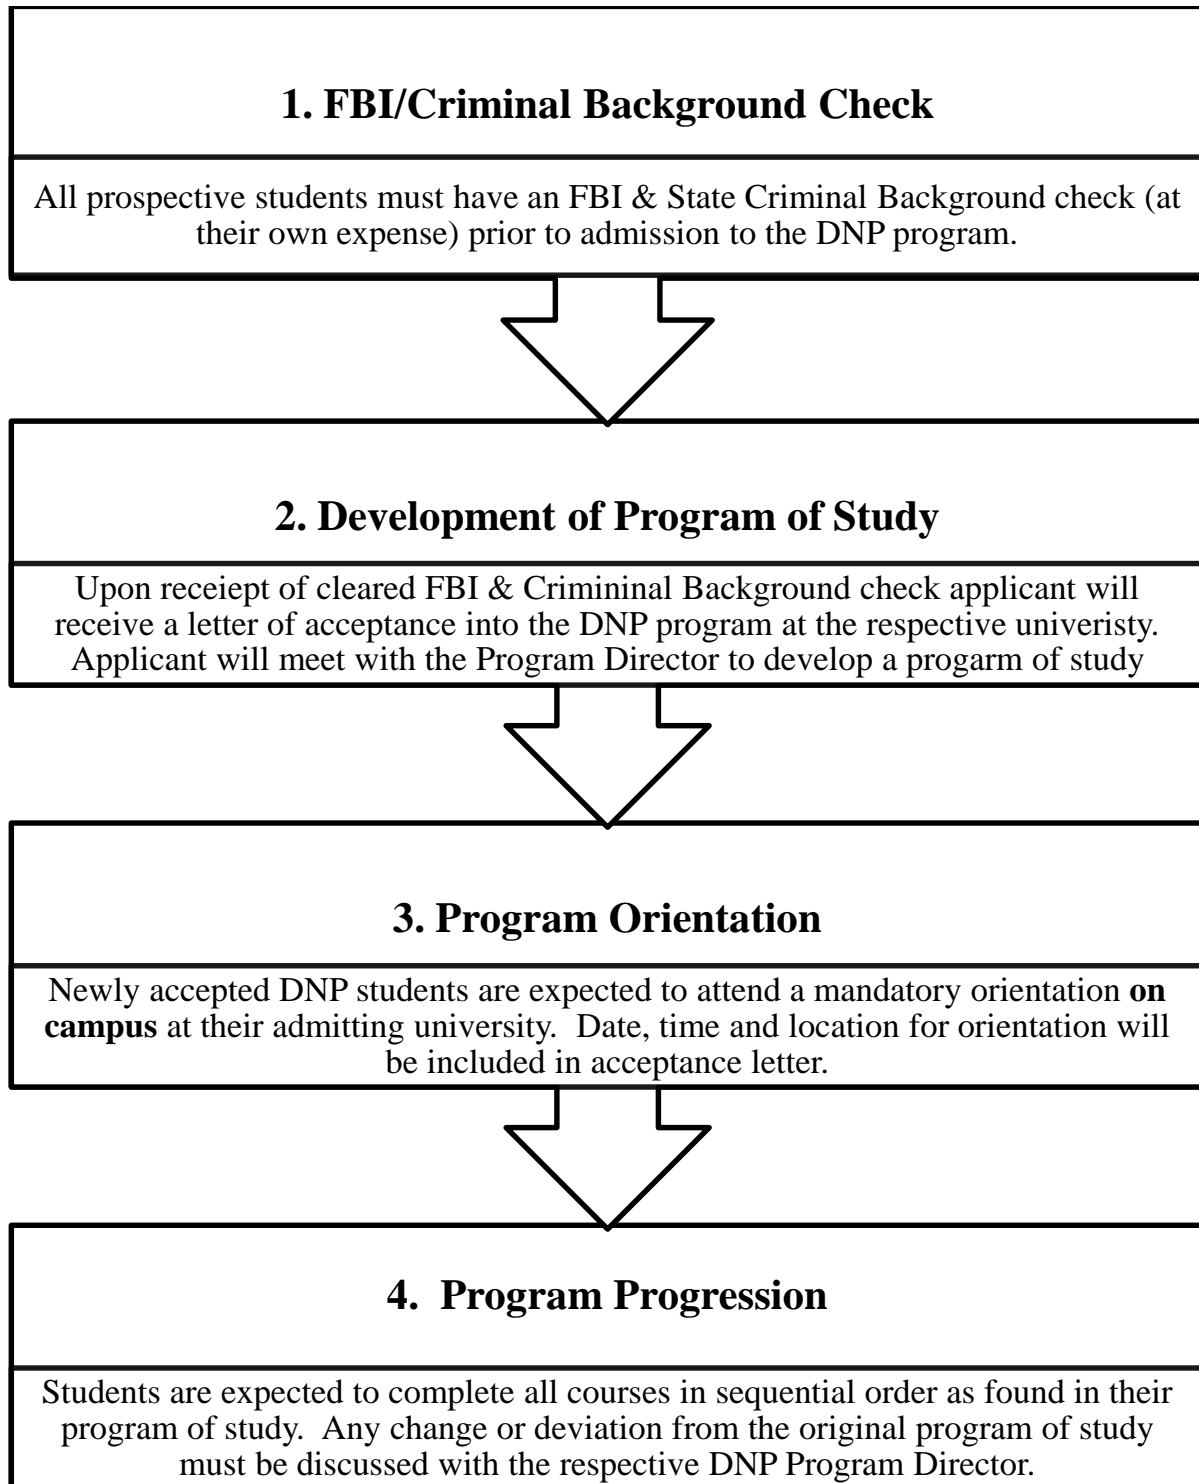 1. FBI/Criminal Background Check
All prospective students must have an FBI & State Criminal Background check (at
their own expense) prior to admission to the DNP program.
2. Development of Program of Study
Upon receiept of cleared FBI & Crimininal Background check applicant will
receive a letter of acceptance into the DNP program at the respective univeristy.
Applicant will meet with the Program Director to develop a progarm of study
3. Program Orientation
Newly accepted DNP students are expected to attend a mandatory orientation on
campus at their admitting university.  Date, time and location for orientation will
be included in acceptance letter.
4.  Program Progression
Students are expected to complete all courses in sequential order as found in their
program of study.  Any change or deviation from the original program of study
must be discussed with the respective DNP Program Director.